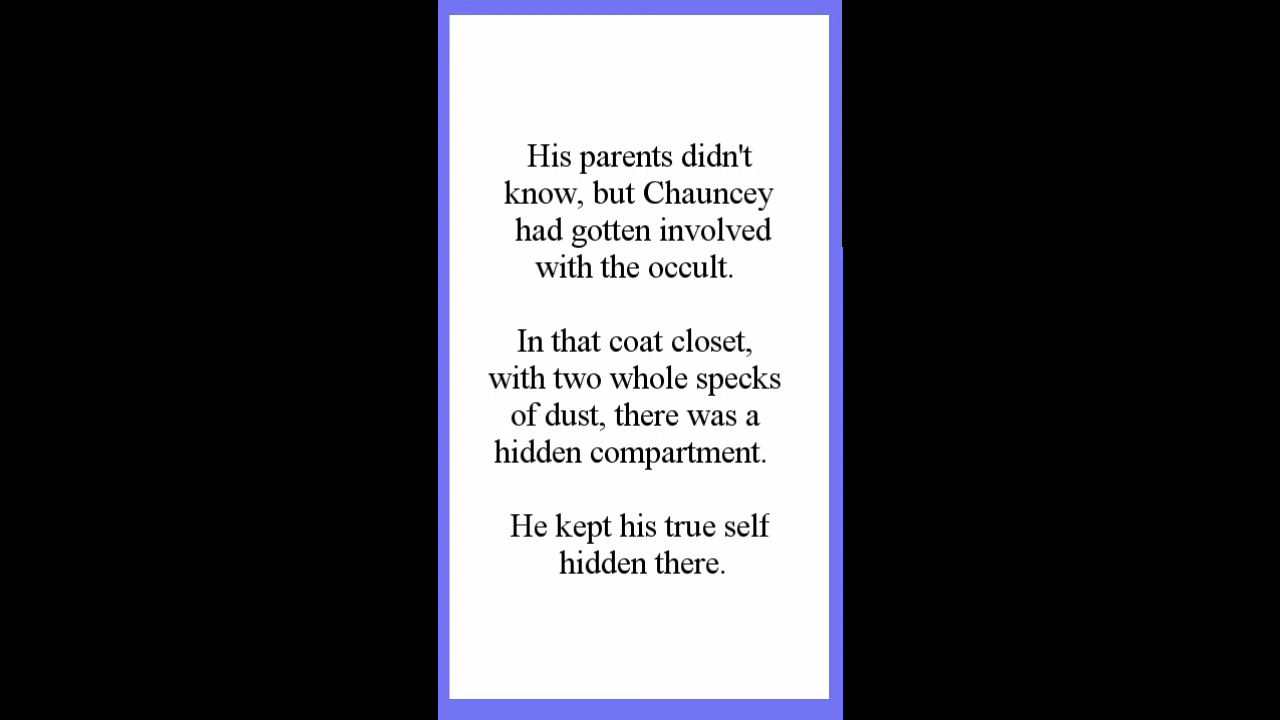 His parents didn't
know, but Chauncey
had gotten involved
with the occult.
In that coat closet,
with two whole specks
of dust, there was a
hidden compartment.
He kept his true self
hidden there.